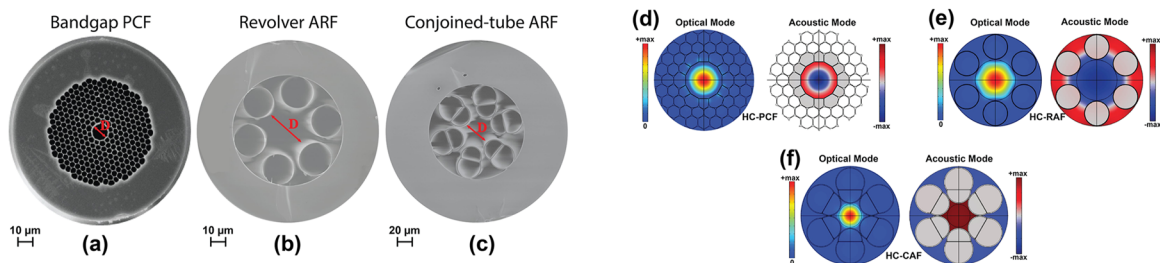 Bandgap PCF
Revolver ARF
Conjoined-tube ARF
D
D
D
10 μm
(a)
10 μm
(b)
20 μm
(c)
(d)
Optical Mode
Acoustic Mode
+max
+max
0
-max
HC-PCF
(e)
Optical Mode
Acoustic Mode
+max
+max
0
-max
HC-RAF
(f)
Optical Mode
Acoustic Mode
+max
+max
0
-max
HC-CAF